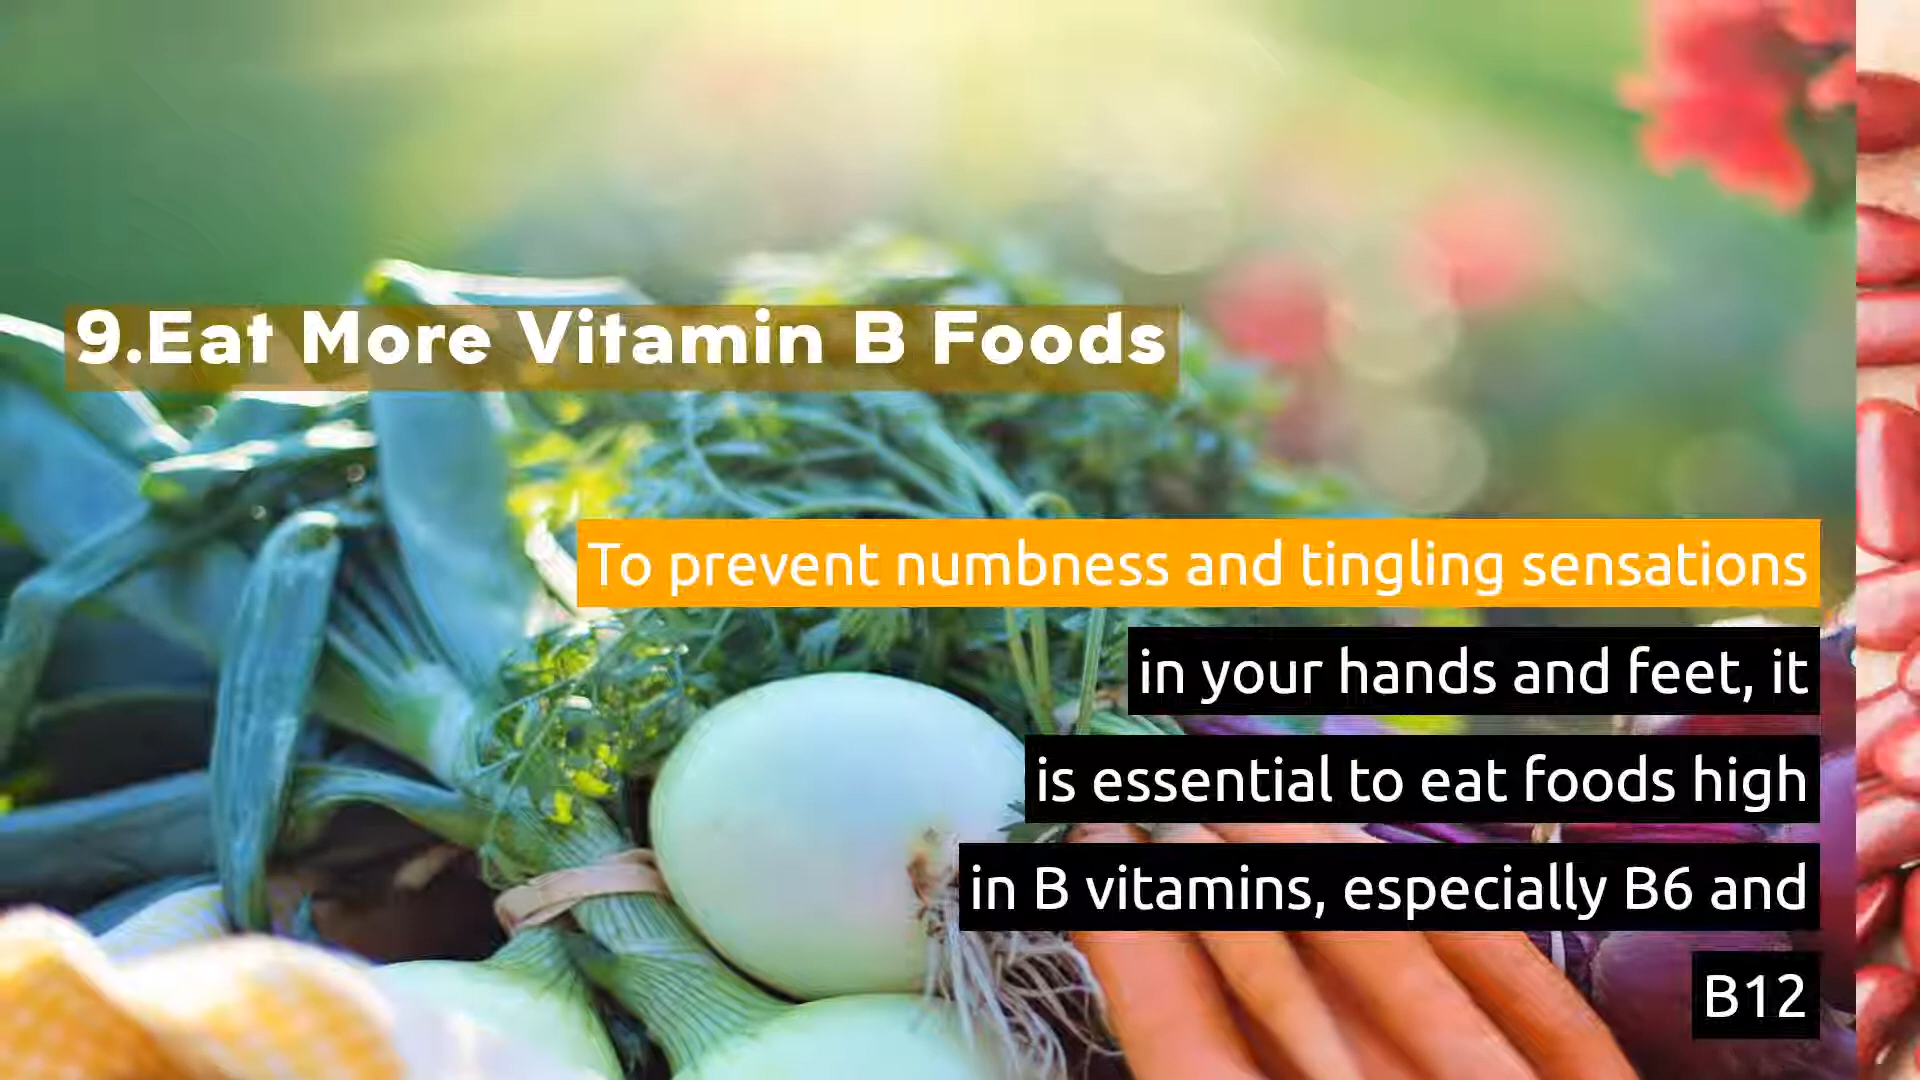 9.Eat More Vitamin B Foods
To prevent numbness and tingling sensations
in your hands and feet, it
is essential to eat foods high
in B vitamins, especially B6 and
B12